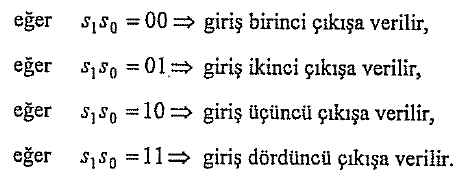 eğer s₁s₀ = 00 ⇒ giriş birinci çıkışa verilir,
eğer s₁s₀ = 01 ⇒ giriş ikinci çıkışa verilir,
eğer s₁s₀ = 10 ⇒ giriş üçüncü çıkışa verilir,
eğer s₁s₀ = 11 ⇒ giriş dördüncü çıkışa verilir.